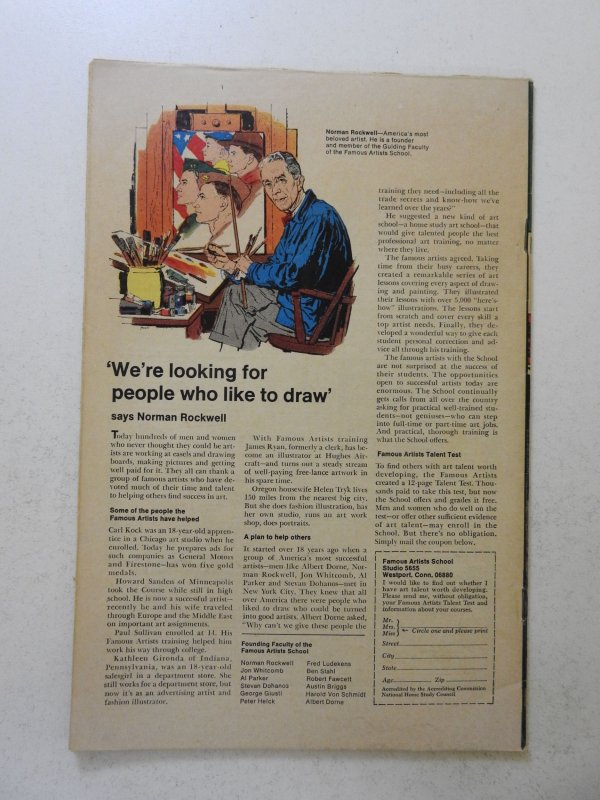 Norman Rockwell—America's most
beloved artist. He is a founder
and member of the Guiding Faculty
of the Famous Artists School.
'We're looking for
people who like to draw'
says Norman Rockwell
Today hundreds of men and women
who never thought they could be art-
ists are working at easels and drawing
boards, making pictures and getting
well paid for it. They all can thank a
group of famous artists who have de-
voted much of their time and talent
to helping others find success in art.
Some of the people the
Famous Artists have helped
Carl Kock was an 18-year-old appren-
tice in a Chicago art studio when he
enrolled. Today he prepares ads for
such companies as General Motors
and Firestone—has won five gold
medals.
Howard Sanden of Minneapolis
took the Course while still in high
school. He is now a successful artist—
recently he and his wife traveled
through Europe and the Middle East
on important art assignments.
Paul Sullivan enrolled at 14. His
Famous Artists training helped him
work his way through college.
Kathleen Gironda of Indiana,
Pennsylvania, was an 18-year-old
salesgirl in a department store. She
still works for a department store, but
now it's as an advertising artist and
fashion illustrator.
With Famous Artists training
James Ryan, formerly a clerk, has be-
come an illustrator at Hughes Air-
craft—and turns out a steady stream
of well-paying free-lance artwork in
his spare time.
Oregon housewife Helen Tryk lives
150 miles from the nearest big city.
But she does fashion illustration, has
her own studio, runs an art work
shop, does portraits.
A plan to help others
It started over 18 years ago when a
group of America's most successful
artists—men like Albert Dorne, Nor-
man Rockwell, Jon Whitcomb, Al
Parker and Stevan Dohanos—met in
New York City. They knew that all
over America there were people who
liked to draw who could be turned
into good artists. Albert Dorne asked,
"Why can't we give these people the
Founding Faculty of the
Famous Artists School
Norman Rockwell
Jon Whitcomb
Al Parker
Stevan Dohanos
George Giusti
Peter Helck
Fred Ludekens
Ben Stahl
Robert Fawcett
Austin Briggs
Harold Von Schmidt
Albert Dorne
training they need—including all the
trade secrets and know-how we've
learned over the years?"
He suggested a new kind of art
school—a home study art school—that
would give talented people the best
professional art training, no matter
where they live.
The famous artists agreed. Taking
time from their busy careers, they
created a remarkable series of art
lessons covering every aspect of draw-
ing and painting. They illustrated
their lessons with over 5,000 "here's-
how" illustrations. The lessons start
from scratch and cover every skill a
top artist needs. Finally, they de-
veloped a wonderful way to give each
student personal correction and ad-
vice all through his training.
The famous artists with the School
are not surprised at the success of
their students. The opportunities
open to successful artists today are
enormous. The School continually
gets calls from all over the country
asking for practical well-trained stu-
dents—not geniuses—who can step
into full-time or part-time art jobs.
And practical, thorough training is
what the School offers.
Famous Artists Talent Test
To find others with art talent worth
developing, the Famous Artists
created a 12-page Talent Test. Thou-
sands paid to take this test, but now
the School offers and grades it free.
Men and women who do well on the
test—or offer other sufficient evidence
of art talent—may enroll in the
School. But there's no obligation.
Simply mail the coupon below.
Famous Artists School
Studio 5655
Westport, Conn. 06880
I would like to find out whether I
have art talent worth developing.
Please send me, without obligation,
your Famous Artists Talent Test and
information about your courses.
Mr.
Mrs.
Miss
Circle one and please print
Street
City
State
Age Zip
Accredited by the Accrediting Commission
National Home Study Council